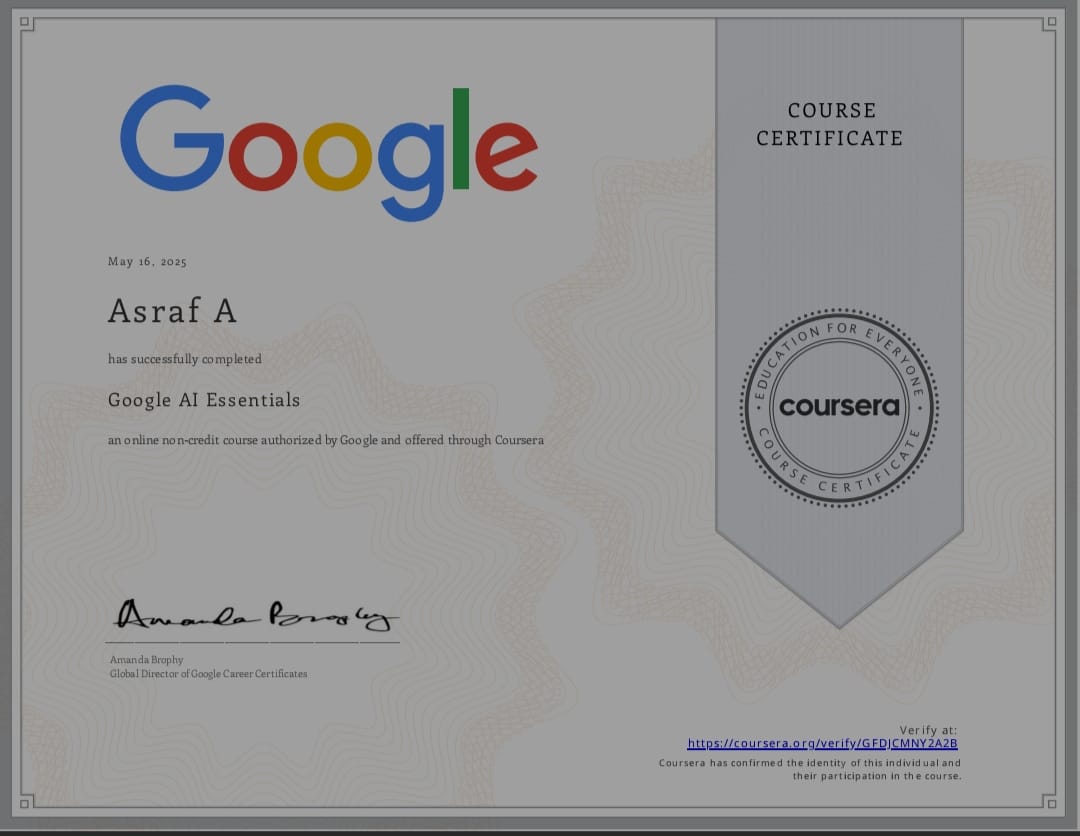 Google
COURSE
CERTIFICATE
May 16, 2025
Asraf A
has successfully completed
Google AI Essentials
an online non-credit course authorized by Google and offered through Coursera
EDUCATION FOR EVERYONE
coursera
COURSE CERTIFICATE
Amanda Brophy
Amanda Brophy
Global Director of Google Career Certificates
Verify at:
https://coursera.org/verify/GFDJCMNY2A2B
Coursera has confirmed the identity of this individual and
their participation in the course.